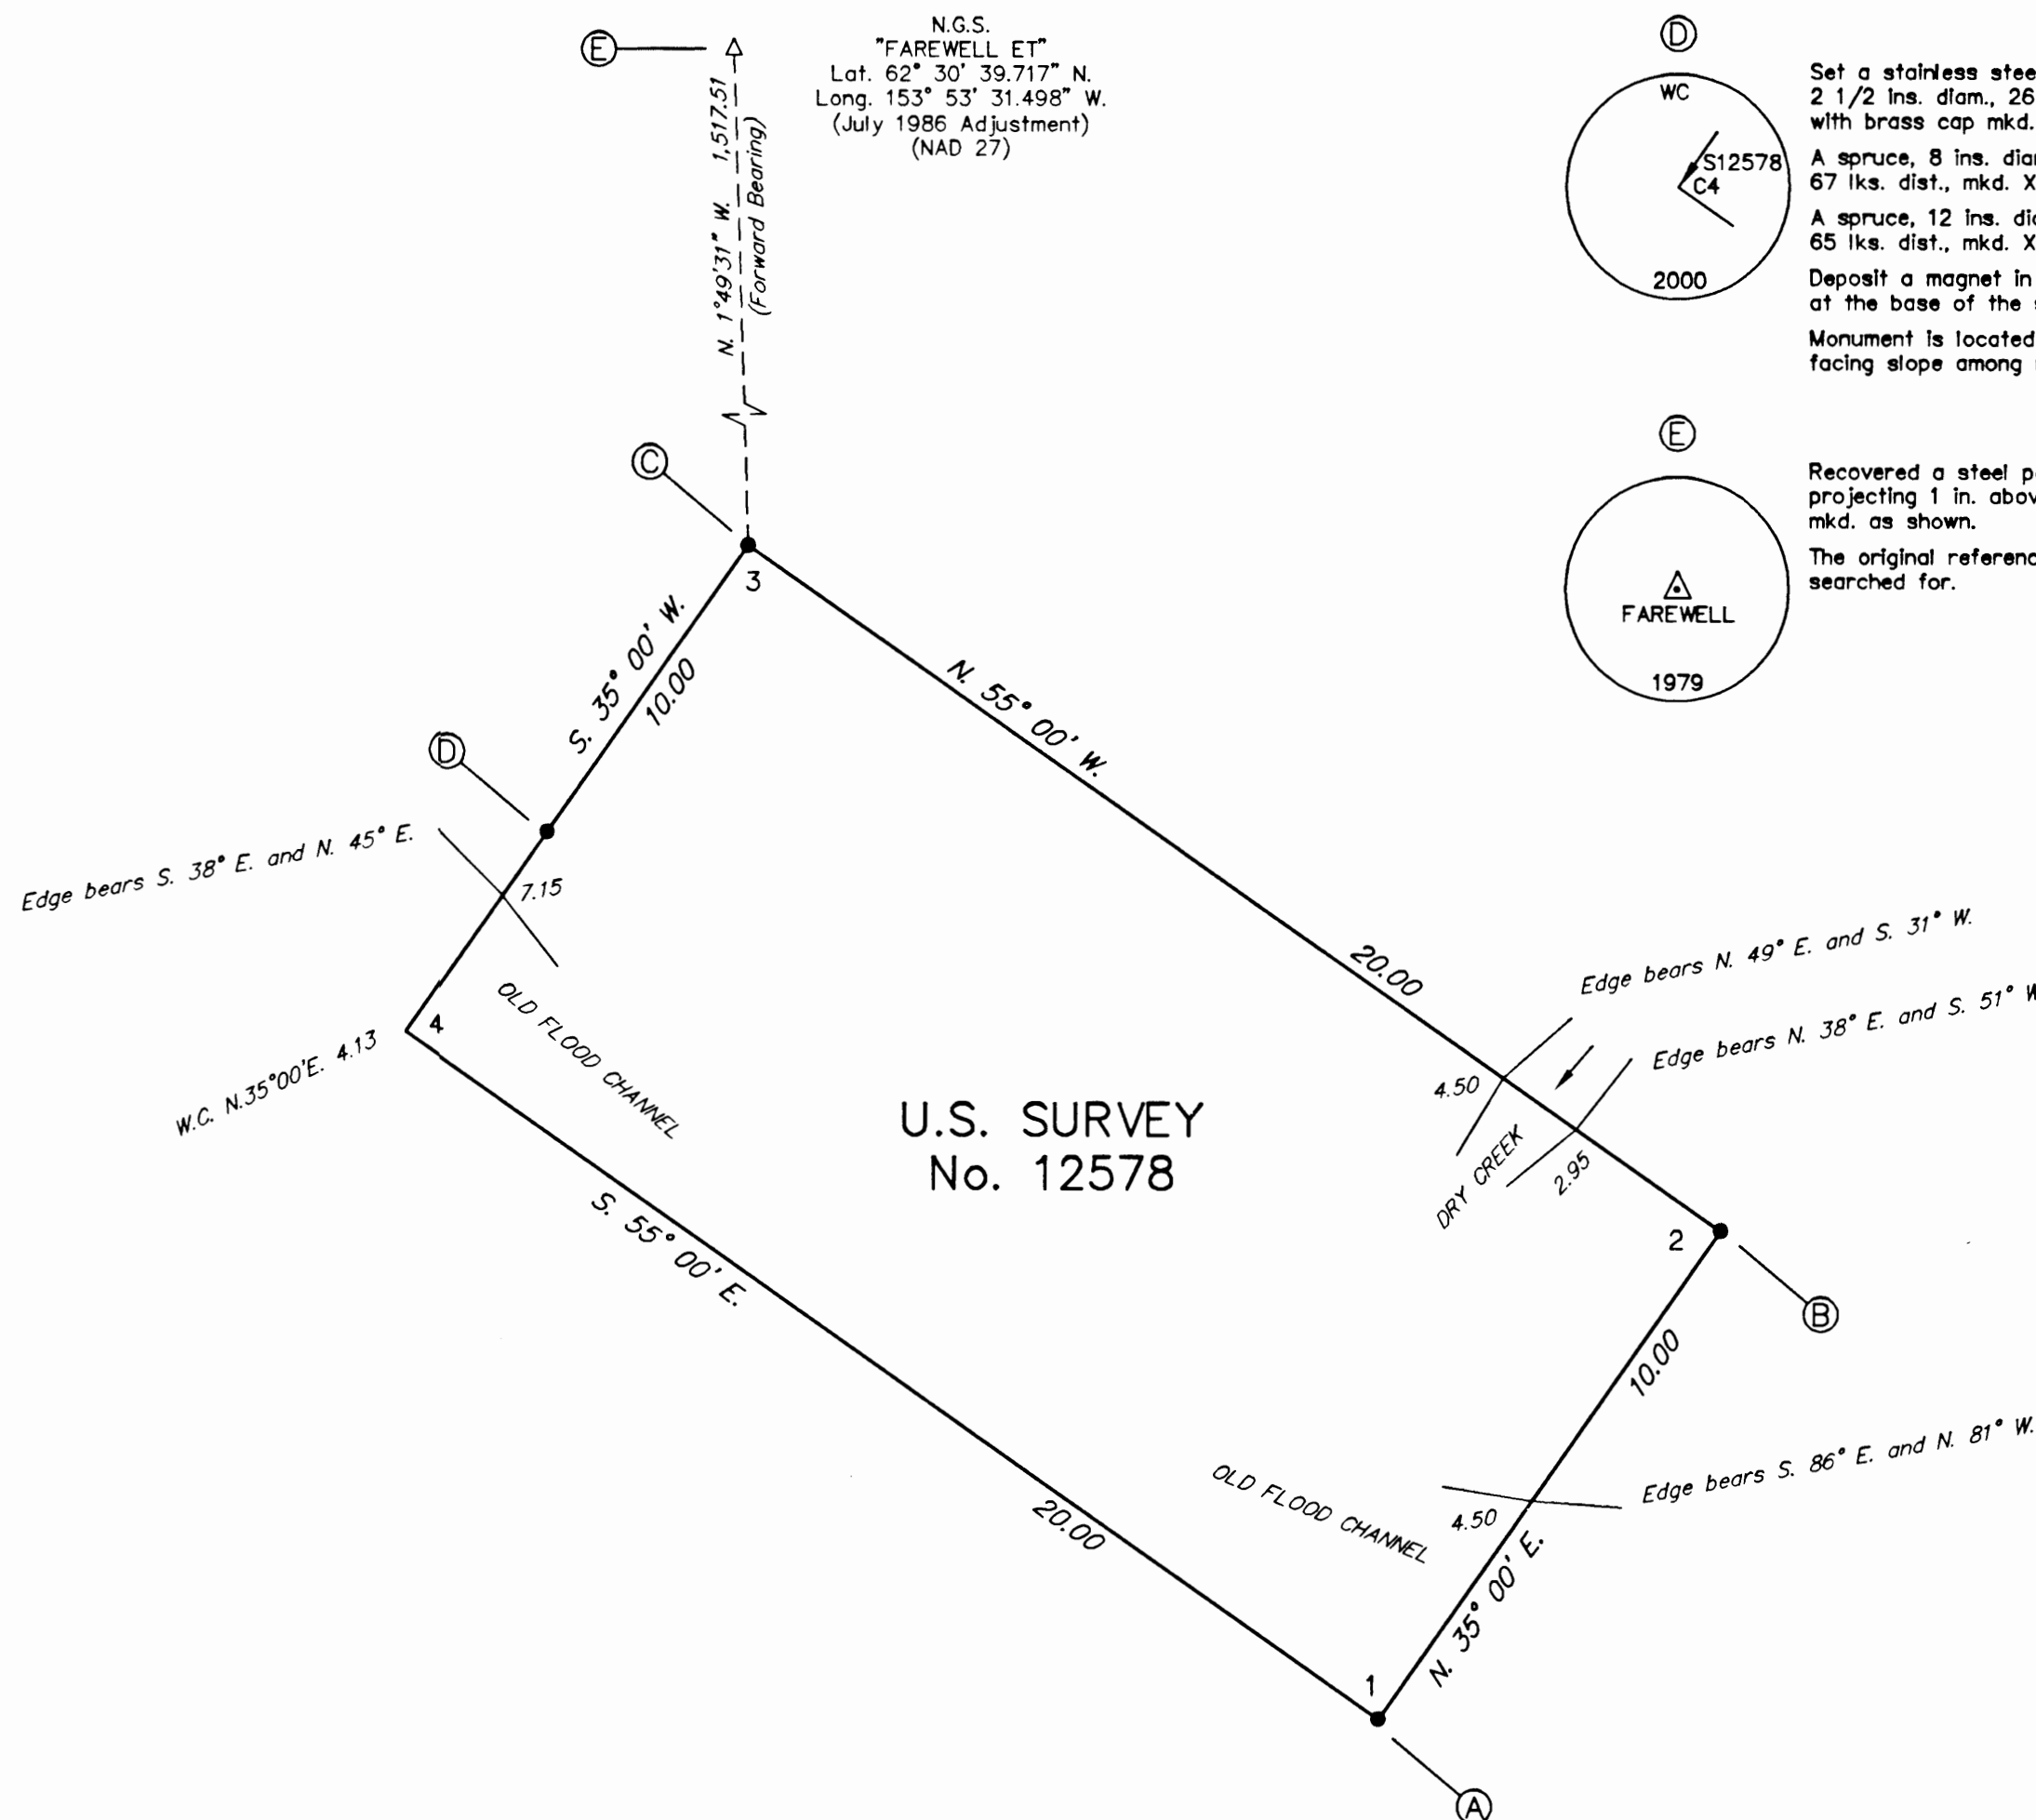 E
N.G.S.
"FAREWELL ET"
Lat. 62° 30' 39.717" N.
Long. 153° 53' 31.498" W.
(July 1986 Adjustment)
(NAD 27)
N. 1°49'31" W. 1,517.51
(Forward Bearing)
D
WC
S12578
C4
2000
Set a stainless stee
2 1/2 ins. diam., 26
with brass cap mkd.
A spruce, 8 ins. dia
67 lks. dist., mkd. X
A spruce, 12 ins. di
65 lks. dist., mkd. X
Deposit a magnet in
at the base of the
Monument is located
facing slope among
E
FAREWELL
1979
Recovered a steel p
projecting 1 in. abov
mkd. as shown.
The original referenc
searched for.
C
3
S. 35° 00' W.
10.00
N. 55° 00' W.
20.00
D
Edge bears S. 38° E. and N. 45° E.
7.15
OLD FLOOD CHANNEL
4
W.C. N.35°00'E. 4.13
Edge bears N. 49° E. and S. 31° W.
Edge bears N. 38° E. and S. 51° W
4.50
DRY CREEK
2.95
U.S. SURVEY
No. 12578
2
B
S. 55° 00' E.
20.00
10.00
N. 35° 00' E.
Edge bears S. 86° E. and N. 81° W.
OLD FLOOD CHANNEL
4.50
1
A